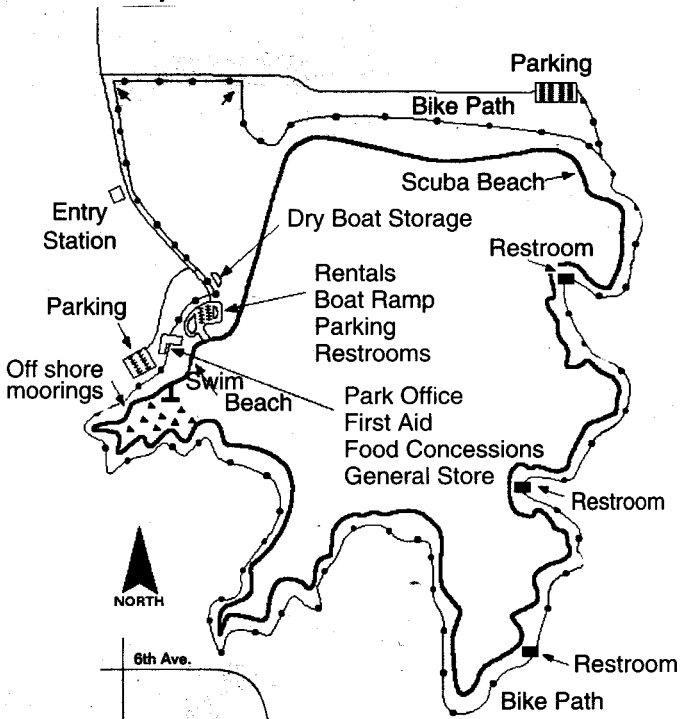 Parking
Bike Path
Scuba Beach
Entry
Station
Dry Boat Storage
Restroom
Rentals
Boat Ramp
Parking
Restrooms
Parking
Off shore
moorings
Swim
Beach
Park Office
First Aid
Food Concessions
General Store
Restroom
NORTH
6th Ave.
Restroom
Bike Path